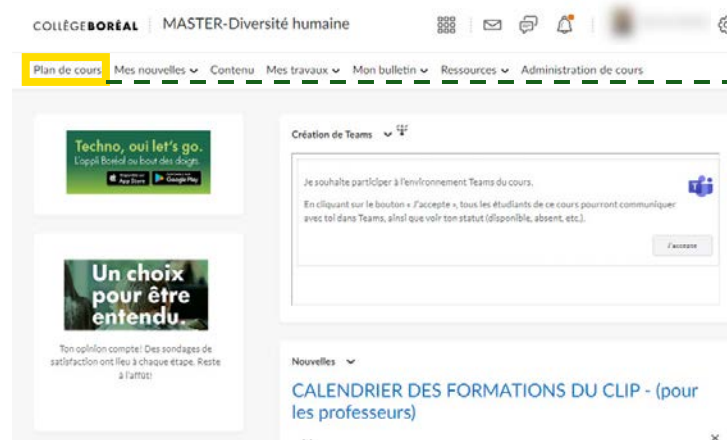 COLLÈGEBORÉAL MASTER-Diversité humaine
Plan de cours Mes nouvelles Contenu Mes travaux Mon bulletin Ressources Administration de cours
Techno, oui let's go.
L'appli Boréal au bout des doigts.
App Store Google Play
Création de Teams
Je souhaite participer à l'environnement Teams du cours.
En cliquant sur le bouton « J'accepte », tous les étudiants de ce cours pourront communiquer
avec toi dans Teams, ainsi que voir ton statut (disponible, absent, etc.).
J'accepte
Un choix
pour être
entendu.
Ton opinion compte! Des sondages de
satisfaction ont lieu à chaque étape. Reste
à l'affût!
Nouvelles
CALENDRIER DES FORMATIONS DU CLIP - (pour
les professeurs)